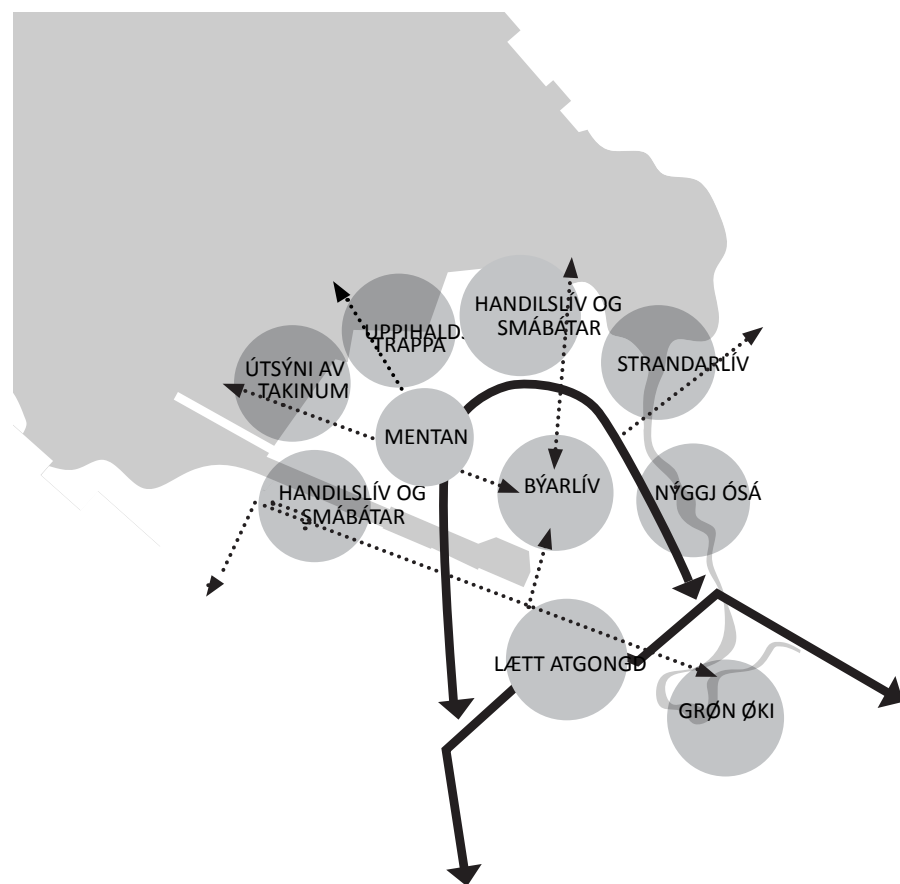 HANDILSLÍV OG
SMÁBÁTAR
UPPIHALD.
TRAPPA
STRANDARLÍV
ÚTSÝNI AV
TAKINUM
MENTAN
BÝARLÍV
HANDILSLÍV OG
SMÁBÁTAR
NÝGGJ ÓSÁ
LÆTT ATGONGD
GRØN ØKI